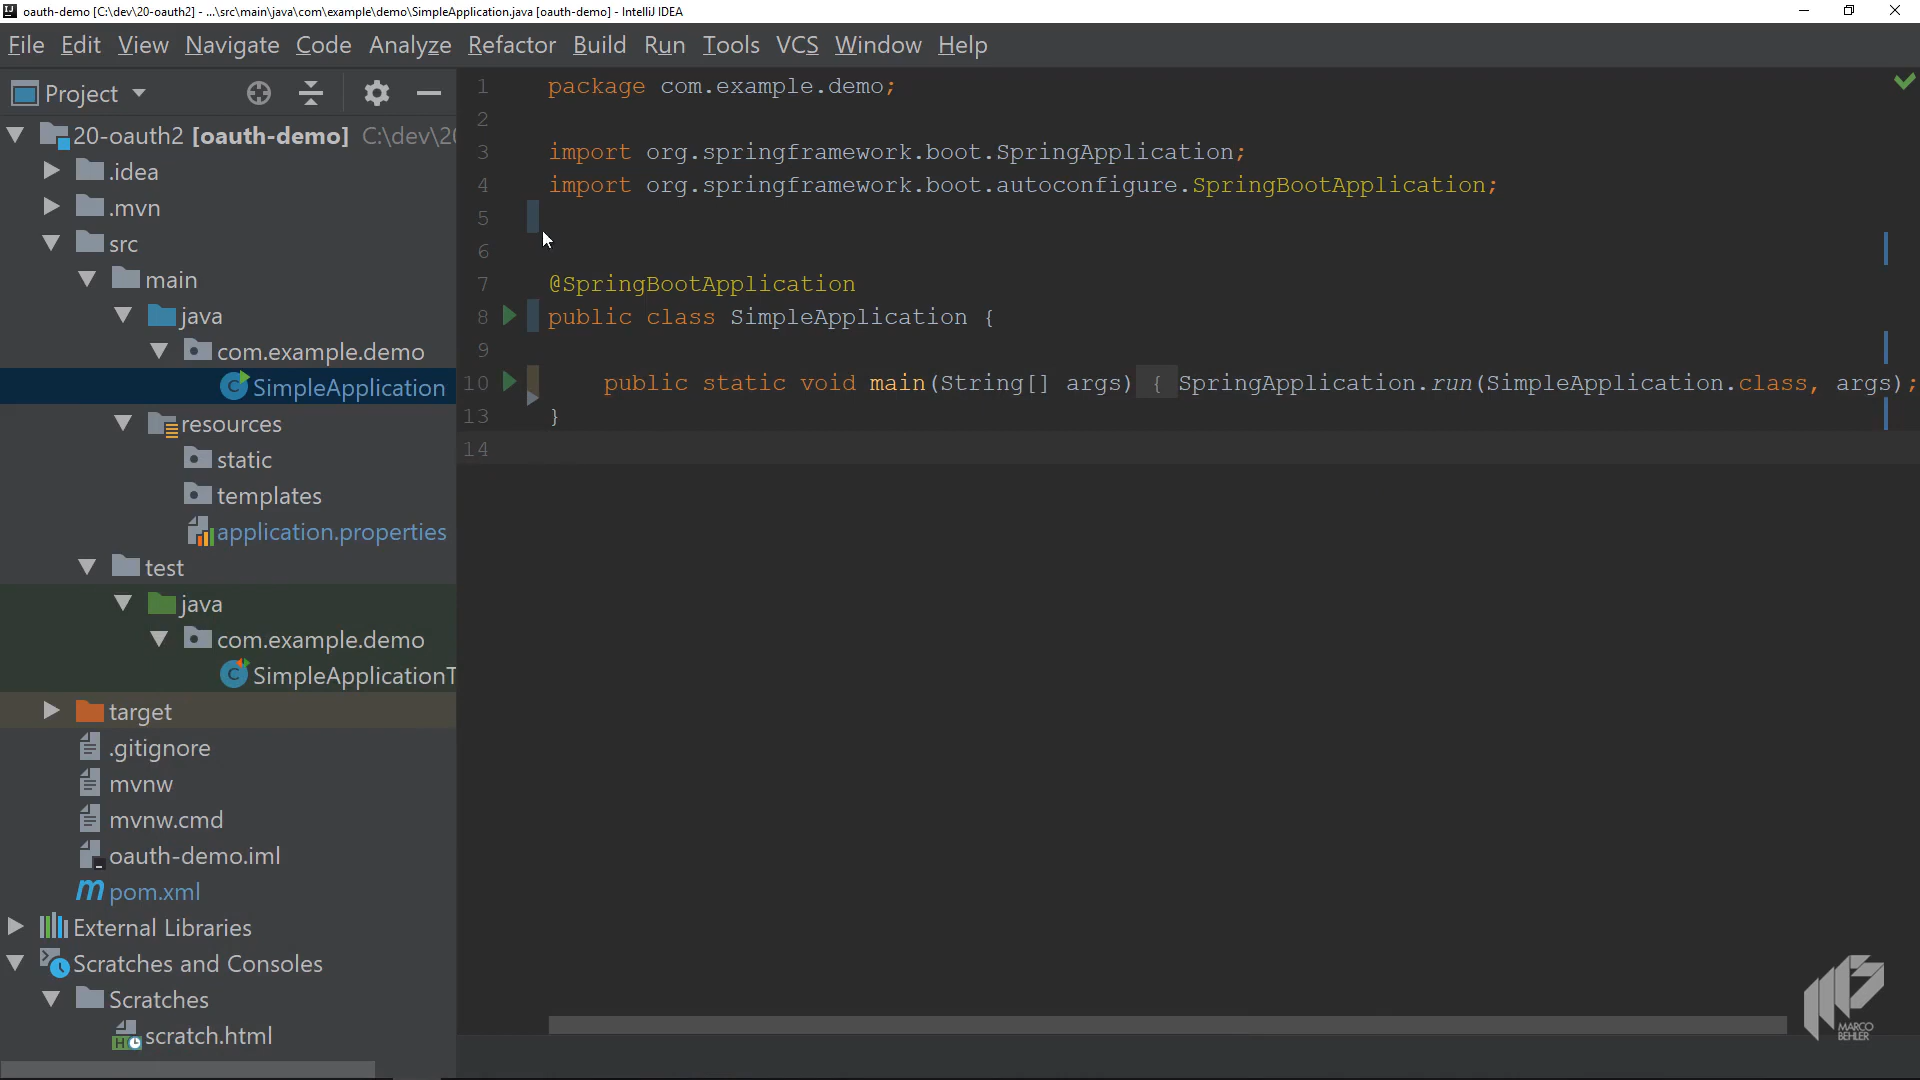 oauth-demo [C:\dev\20-oauth2] - ...\src\main\java\com\example\demo\SimpleApplication.java [oauth-demo] - IntelliJ IDEA
File Edit View Navigate Code Analyze Refactor Build Run Tools VCS Window Help
Project
20-oauth2 [oauth-demo] C:\dev\20
.idea
.mvn
src
main
java
com.example.demo
SimpleApplication
resources
static
templates
application.properties
test
java
com.example.demo
SimpleApplicationT
target
.gitignore
mvnw
mvnw.cmd
oauth-demo.iml
pom.xml
External Libraries
Scratches and Consoles
Scratches
scratch.html
1 package com.example.demo;
2
3 import org.springframework.boot.SpringApplication;
4 import org.springframework.boot.autoconfigure.SpringBootApplication;
5
6
7 @SpringBootApplication
8 public class SimpleApplication {
9
10 public static void main(String[] args) { SpringApplication.run(SimpleApplication.class, args);
13 }
14
MARCO
BEHLER